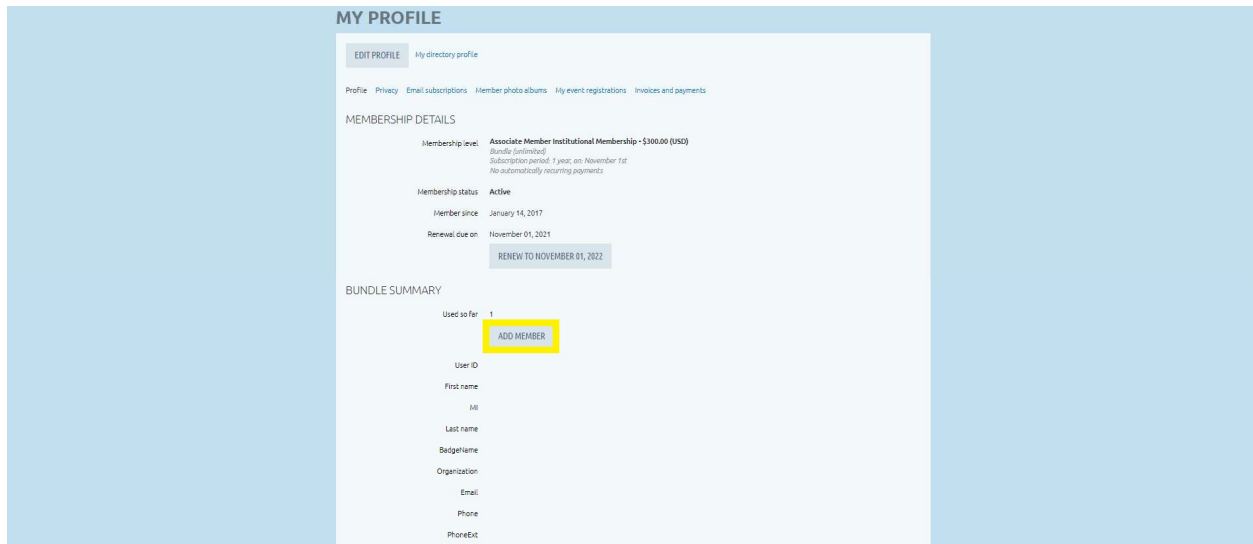 MY PROFILE
EDIT PROFILE My directory profile
Profile Privacy Email subscriptions Member photo albums My event registrations Invoices and payments
MEMBERSHIP DETAILS
Membership level Associate Member Institutional Membership - $300.00 (USD)
Bundle (unlimited)
Subscription period: 1 year, on: November 1st
No automatically recurring payments
Membership status Active
Member since January 14, 2017
Renewal due on November 01, 2021
RENEW TO NOVEMBER 01, 2022
BUNDLE SUMMARY
Used so far 1
ADD MEMBER
User ID
First name
MI
Last name
BadgeName
Organization
Email
Phone
PhoneExt